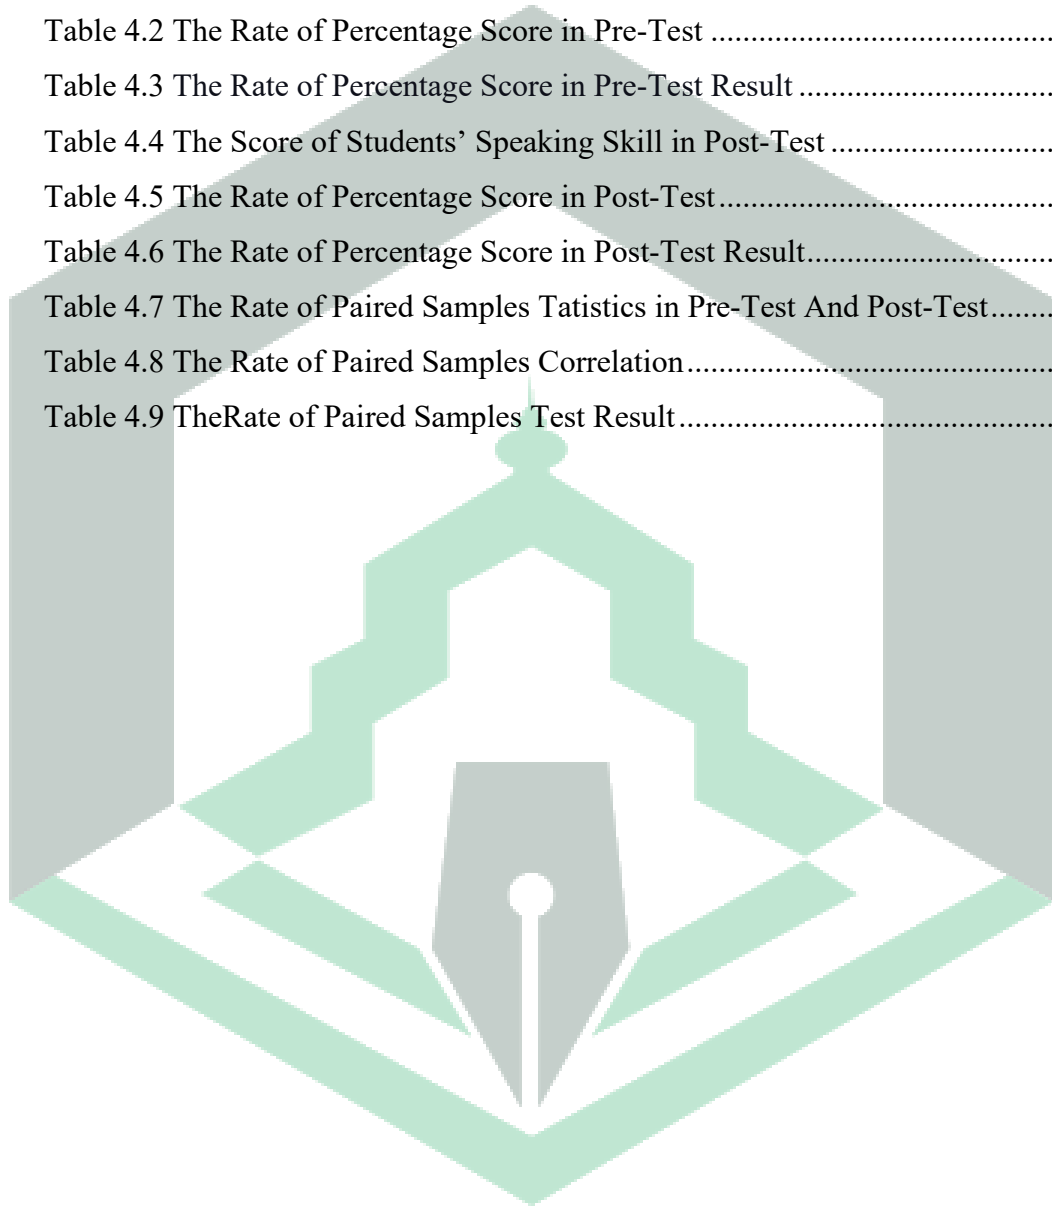 Table 4.2 The Rate of Percentage Score in Pre-Test ..........................................
Table 4.3 The Rate of Percentage Score in Pre-Test Result ...............................
Table 4.4 The Score of Students’ Speaking Skill in Post-Test ...........................
Table 4.5 The Rate of Percentage Score in Post-Test.........................................
Table 4.6 The Rate of Percentage Score in Post-Test Result..............................
Table 4.7 The Rate of Paired Samples Tatistics in Pre-Test And Post-Test........
Table 4.8 The Rate of Paired Samples Correlation.............................................
Table 4.9 TheRate of Paired Samples Test Result..............................................